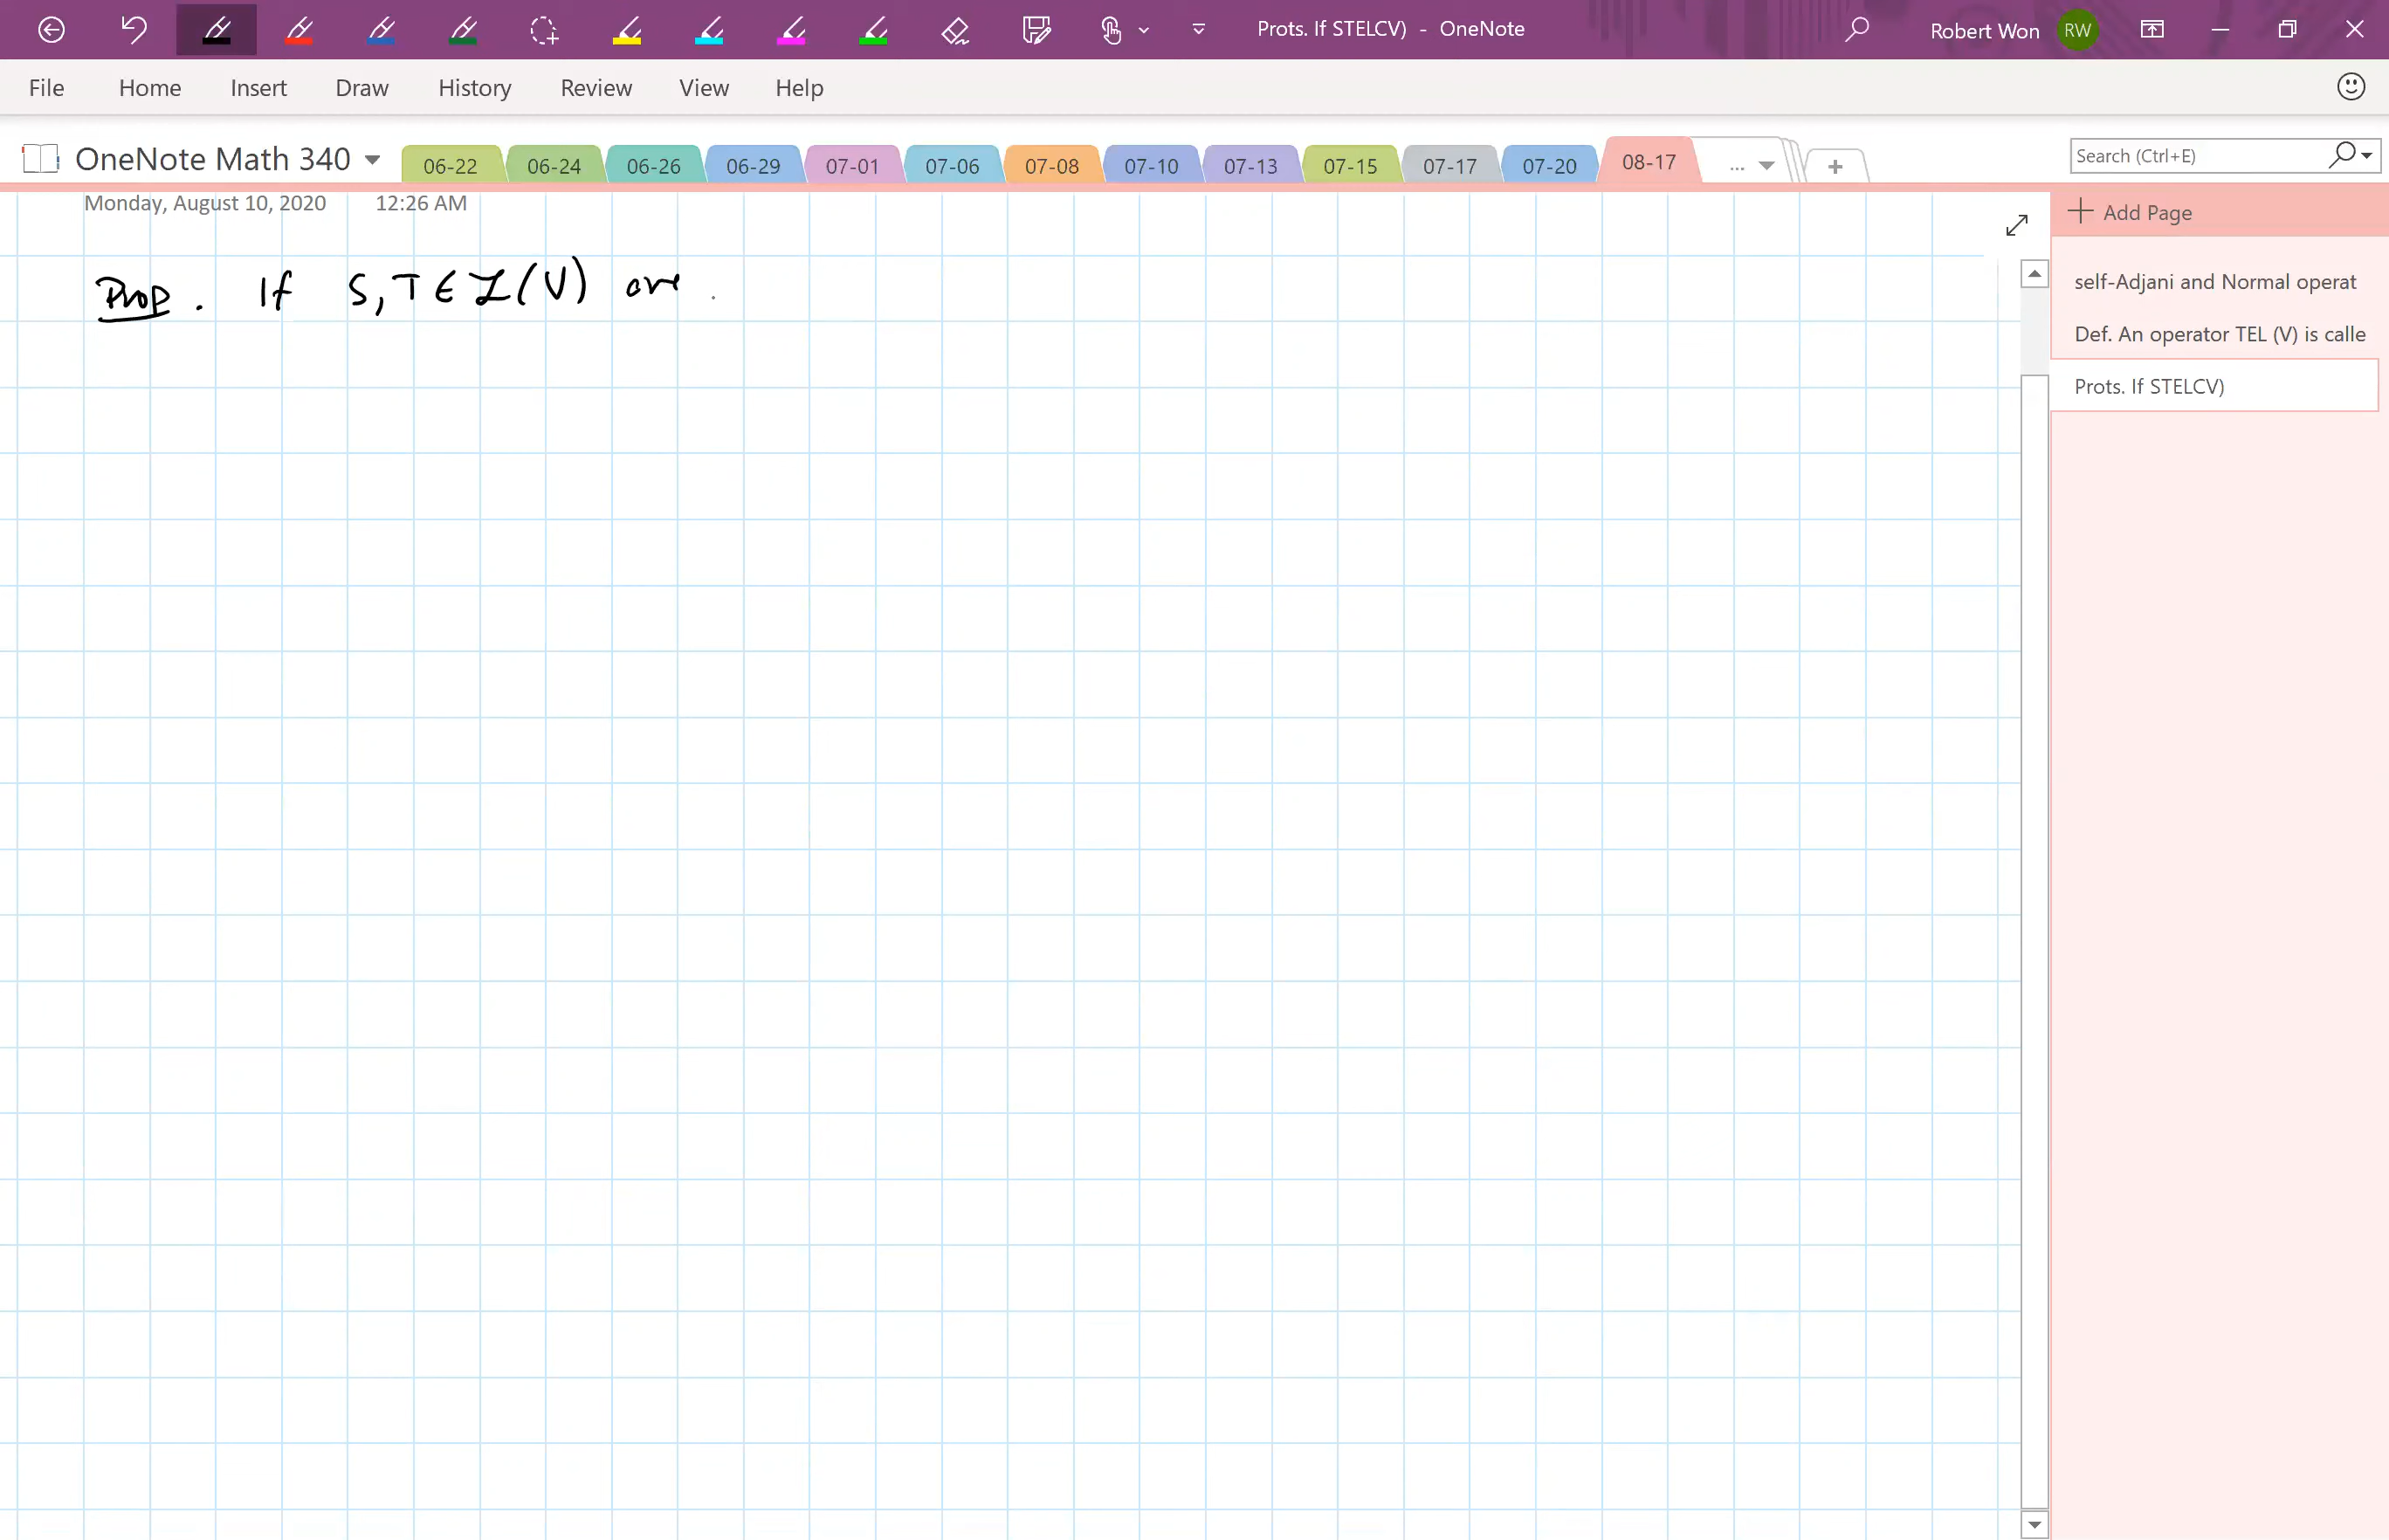 Prots. If STELCV) - OneNote
Robert Won
RW
File Home Insert Draw History Review View Help
OneNote Math 340
06-22 06-24 06-26 06-29 07-01 07-06 07-08 07-10 07-13 07-15 07-17 07-20 08-17 ...
Search (Ctrl+E)
Monday, August 10, 2020 12:26 AM
Prop. If S,T∈ℒ(V) are
Add Page
self-Adjani and Normal operat
Def. An operator TEL (V) is calle
Prots. If STELCV)